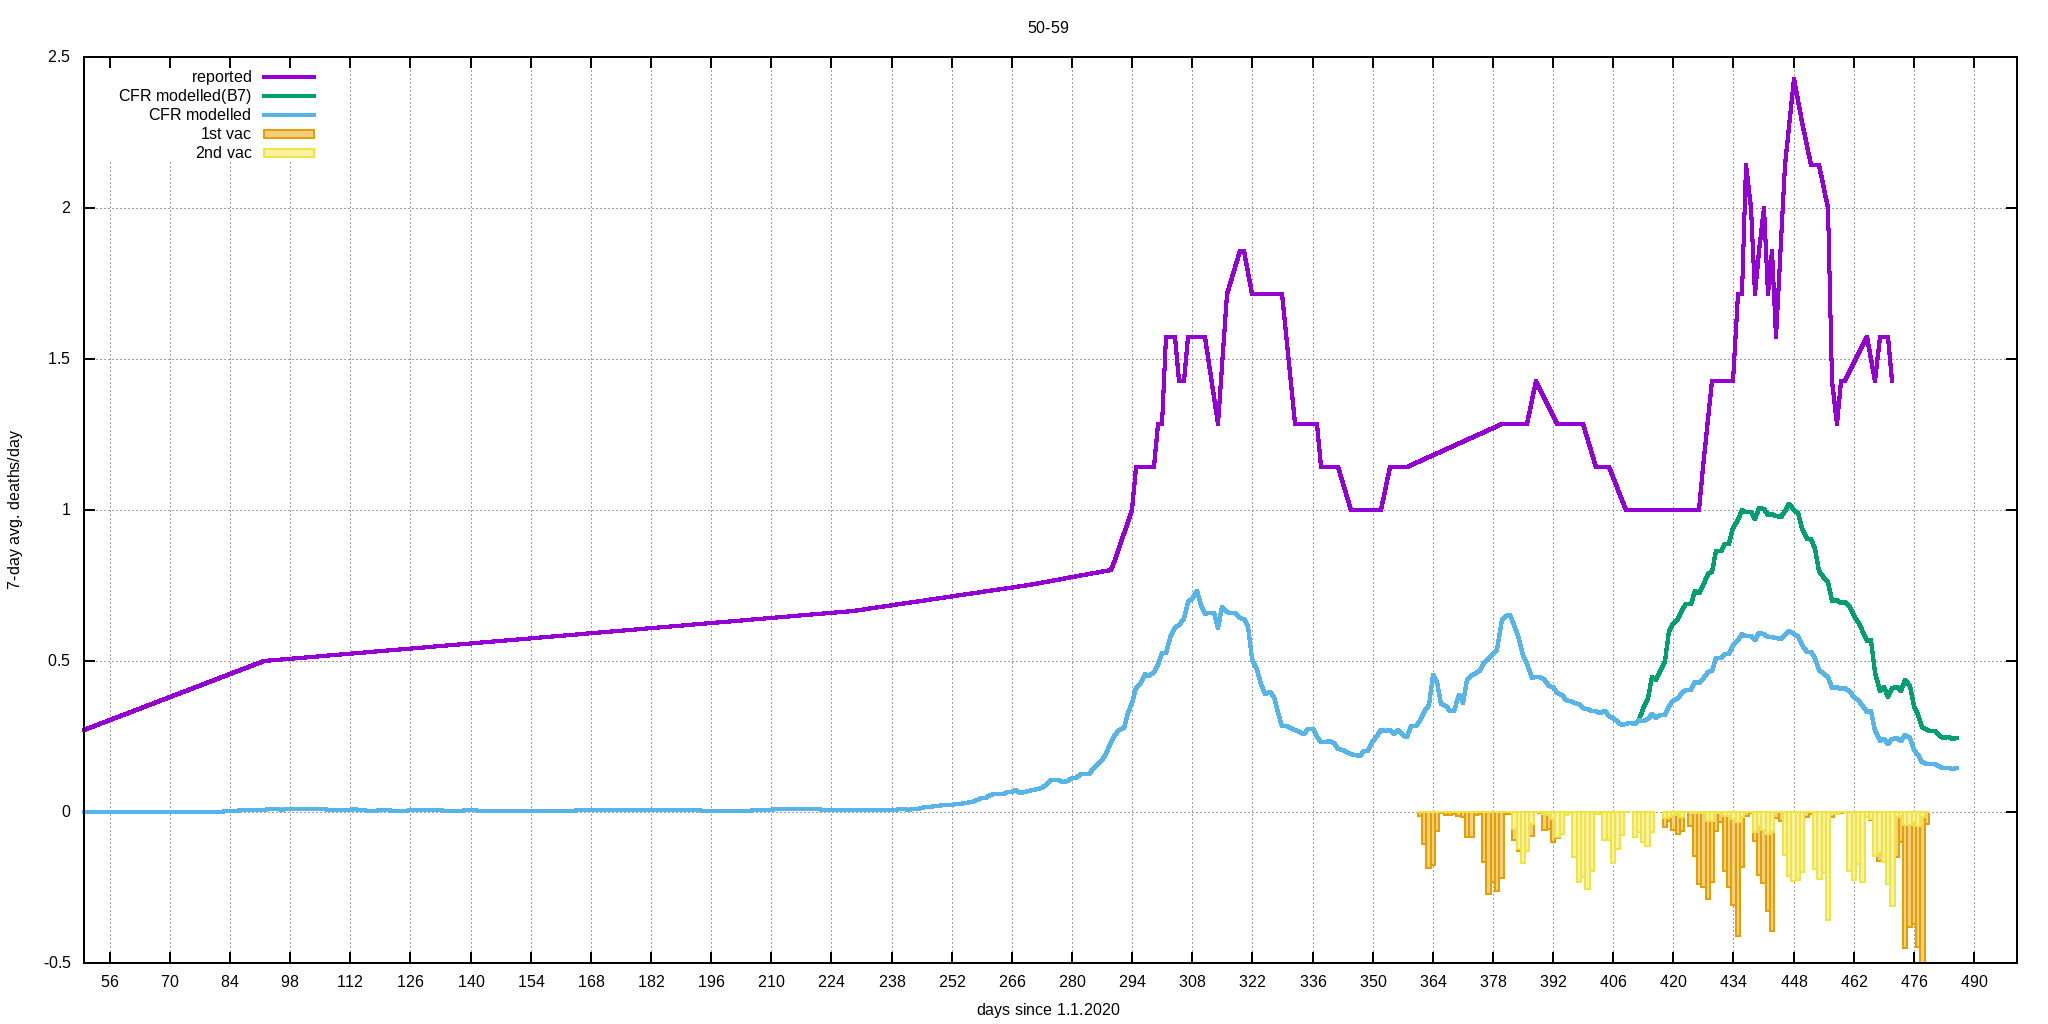 50-59
2.5
2
1.5
1
0.5
0
-0.5
7-day avg. deaths/day
reported
CFR modelled(B7)
CFR modelled
1st vac
2nd vac
56 70 84 98 112 126 140 154 168 182 196 210 224 238 252 266 280 294 308 322 336 350 364 378 392 406 420 434 448 462 476 490
days since 1.1.2020